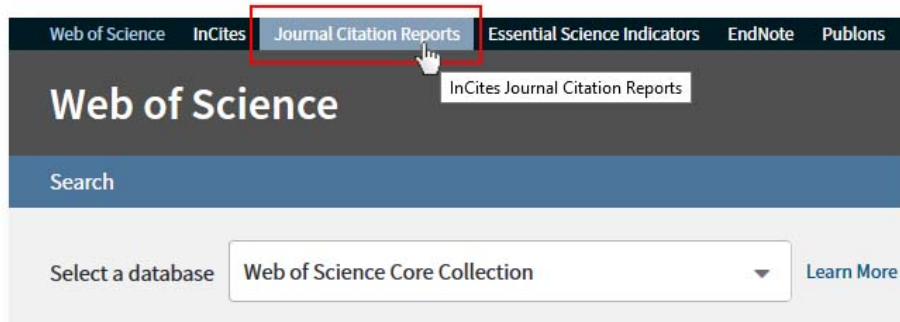 Web of Science InCites Journal Citation Reports Essential Science Indicators EndNote Publons
InCites Journal Citation Reports
Web of Science
Search
Select a database Web of Science Core Collection Learn More